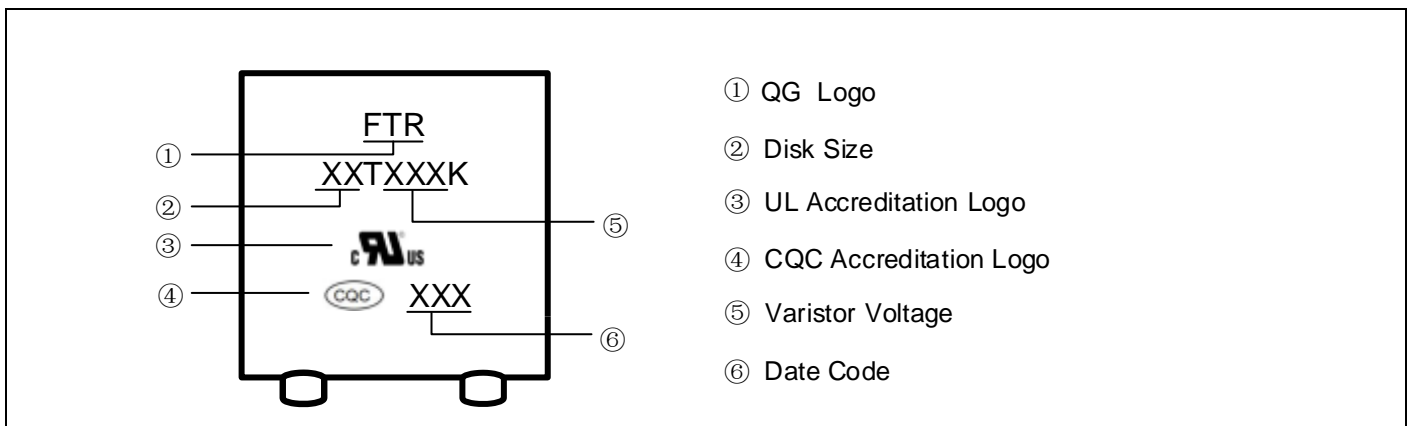 FTR
①
XXTXXXK
②
⑤
③
c RU US
④
CQC
XXX
⑥
① QG Logo
② Disk Size
③ UL Accreditation Logo
④ CQC Accreditation Logo
⑤ Varistor Voltage
⑥ Date Code